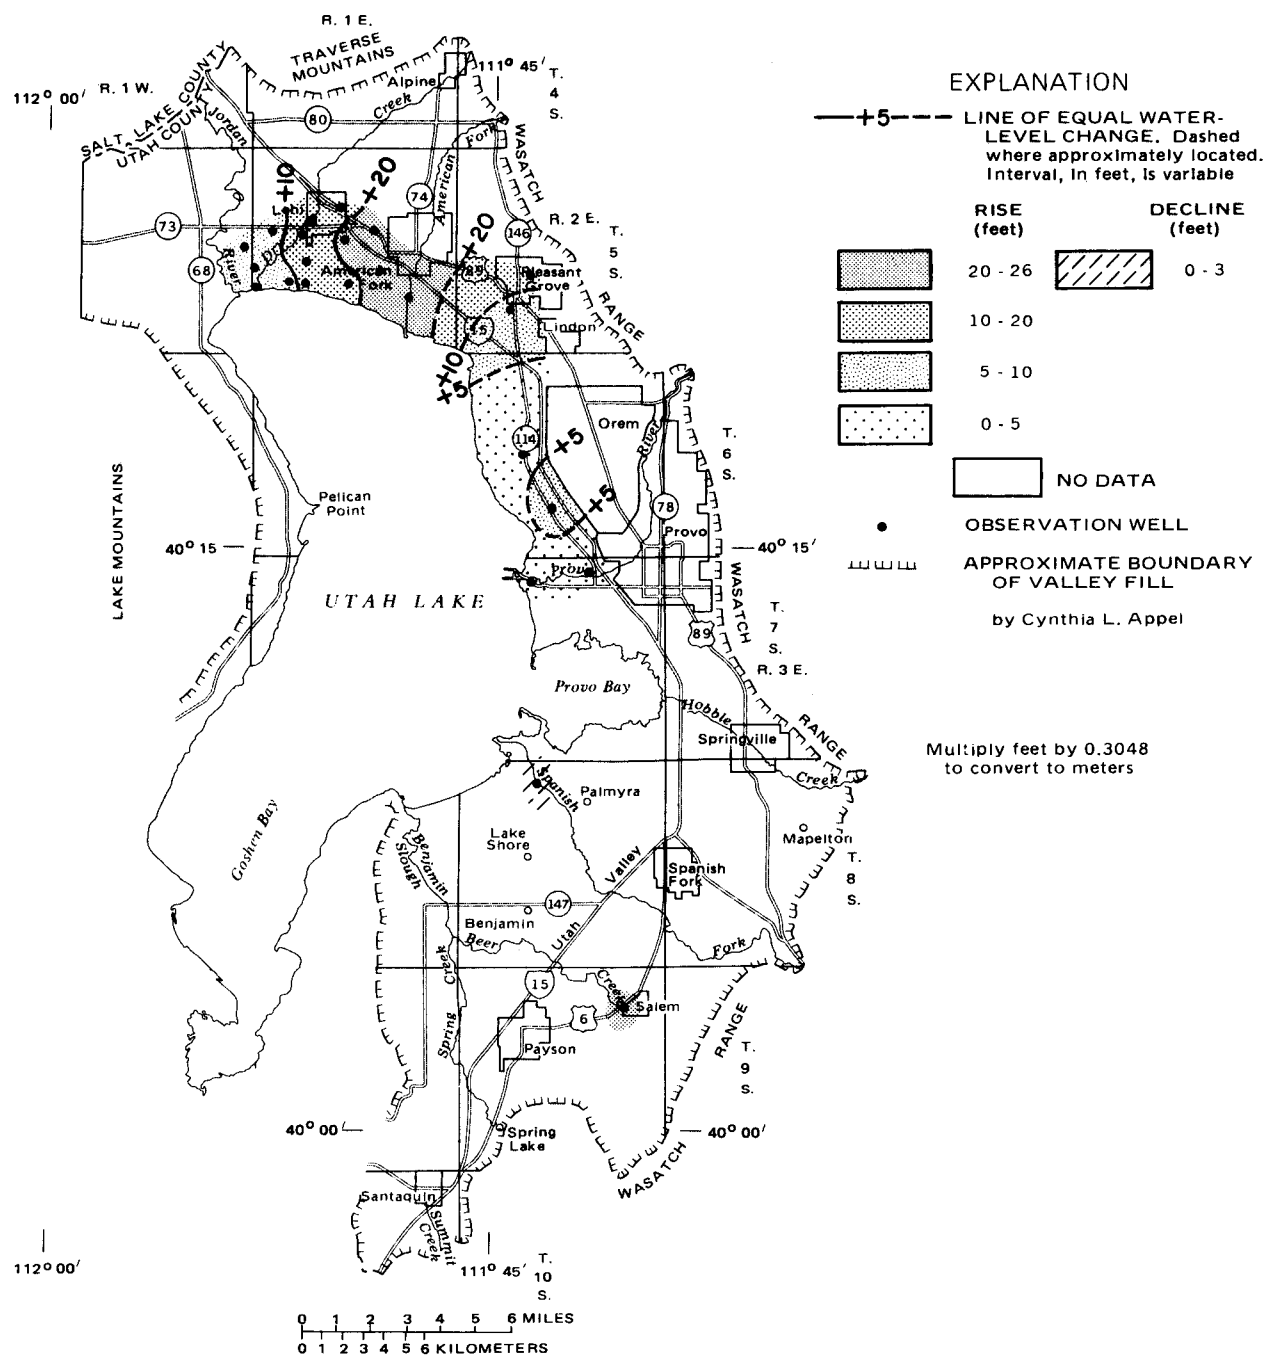 R. 1 E.
TRAVERSE
MOUNTAINS
111° 45′
T.
4
S.
112° 00′
R. 1 W.
SALT LAKE COUNTY
UTAH COUNTY
Jordan
River
Alpine
Creek
80
Fork
American
WASATCH
RANGE
+10
+20
74
Lehi
73
68
American
Fork
+20
146
R. 2 E.
T.
5
S.
89
Pleasant
Grove
15
Lindon
+10
+5
Orem
River
114
+5
+5
T.
6
S.
78
Provo
LAKE MOUNTAINS
Pelican
Point
40° 15′
40° 15′
Provo
UTAH LAKE
WASATCH
RANGE
T.
7
S.
89
R. 3 E.
Provo Bay
Hobble
Creek
Springville
Spanish
Palmyra
Mapelton
Goshen Bay
Lake
Shore
Benjamin
Slough
Valley
Utah
Spanish
Fork
T.
8
S.
147
Benjamin
Beer
Creek
Fork
15
Creek
Spring
6
Salem
Payson
RANGE
WASATCH
T.
9
S.
40° 00′
40° 00′
Spring
Lake
Santaquin
Summit
Creek
112° 00′
111° 45′
T.
10
S.
0 1 2 3 4 5 6 MILES
0 1 2 3 4 5 6 KILOMETERS
EXPLANATION
+5
LINE OF EQUAL WATER-
LEVEL CHANGE. Dashed
where approximately located.
Interval, in feet, is variable
RISE
(feet)
DECLINE
(feet)
20 - 26
0 - 3
10 - 20
5 - 10
0 - 5
NO DATA
OBSERVATION WELL
APPROXIMATE BOUNDARY
OF VALLEY FILL
by Cynthia L. Appel
Multiply feet by 0.3048
to convert to meters